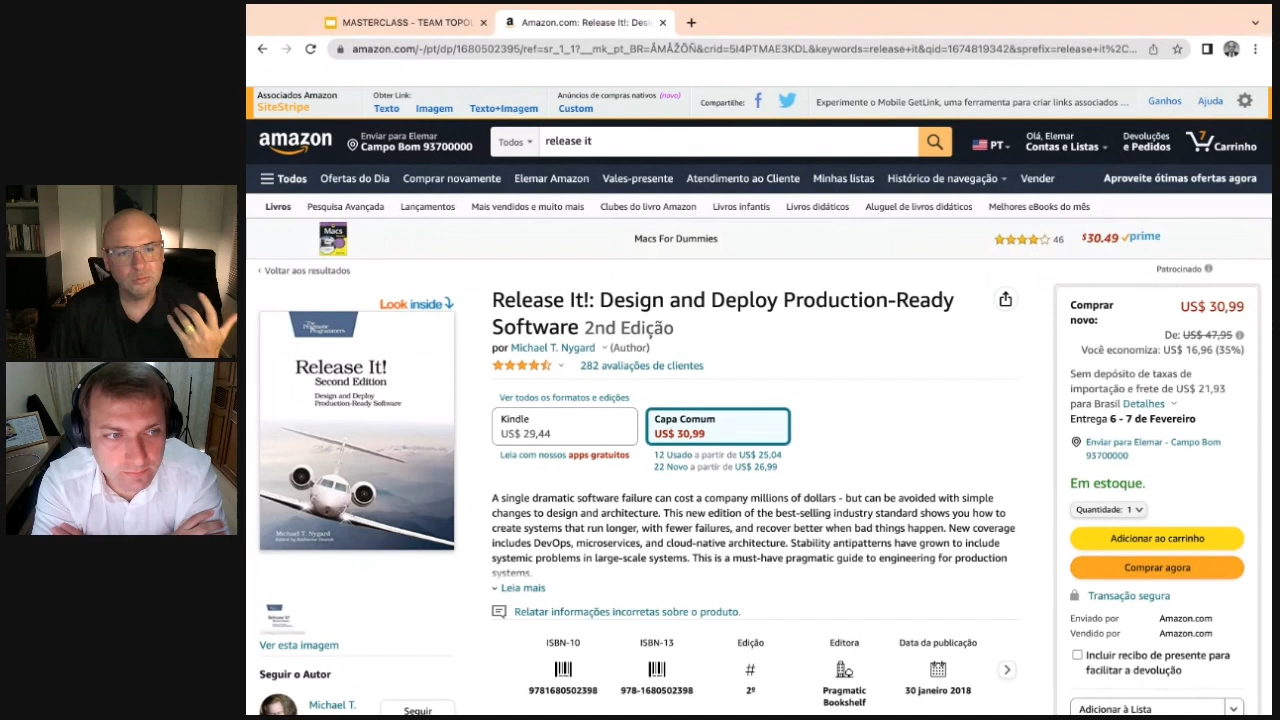 MASTERCLASS - TEAM TOPOL
Amazon.com: Release It!: Desi
amazon.com/-/pt/dp/1680502395/ref=sr_1_1?__mk_pt_BR=ÅMÅŽÕÑ&crid=5I4PTMAE3KDL&keywords=release+it&qid=1674819342&sprefix=release+it%2C...
Associados Amazon
SiteStripe
Obter Link:
Texto Imagem Texto+Imagem
Anúncios de compras nativos (novo)
Custom
Compartilhe:
Experimente o Mobile GetLink, uma ferramenta para criar links associados ...
Ganhos Ajuda
amazon
Enviar para Elemar
Campo Bom 93700000
Todos release it
PT
Olá, Elemar
Contas e Listas
Devoluções
e Pedidos
7
Carrinho
Todos Ofertas do Dia Comprar novamente Elemar Amazon Vales-presente Atendimento ao Cliente Minhas listas Histórico de navegação Vender Aproveite ótimas ofertas agora
Livros Pesquisa Avançada Lançamentos Mais vendidos e muito mais Clubes do livro Amazon Livros infantis Livros didáticos Aluguel de livros didáticos Melhores eBooks do mês
Macs
Macs For Dummies
46 $30.49 prime
‹ Voltar aos resultados
Patrocinado
Look inside
The Pragmatic Programmers
Release It!
Second Edition
Design and Deploy
Production-Ready Software
Michael T. Nygard
Release It!
Ver esta imagem
Seguir o Autor
Michael T.
Seguir
Release It!: Design and Deploy Production-Ready
Software 2nd Edição
por Michael T. Nygard (Author)
282 avaliações de clientes
Ver todos os formatos e edições
Kindle
US$ 29,44
Capa Comum
US$ 30,99
Leia com nossos apps gratuitos
12 Usado a partir de US$ 25,04
22 Novo a partir de US$ 26,99
A single dramatic software failure can cost a company millions of dollars - but can be avoided with simple
changes to design and architecture. This new edition of the best-selling industry standard shows you how to
create systems that run longer, with fewer failures, and recover better when bad things happen. New coverage
includes DevOps, microservices, and cloud-native architecture. Stability antipatterns have grown to include
systemic problems in large-scale systems. This is a must-have pragmatic guide to engineering for production
systems.
Leia mais
Relatar informações incorretas sobre o produto.
ISBN-10
9781680502398
ISBN-13
978-1680502398
Edição
#
2ª
Editora
Pragmatic
Bookshelf
Data da publicação
30 janeiro 2018
Comprar
novo:
US$ 30,99
De: US$ 47,95
Você economiza: US$ 16,96 (35%)
Sem depósito de taxas de
importação e frete de US$ 21,93
para Brasil Detalhes
Entrega 6 - 7 de Fevereiro
Enviar para Elemar - Campo Bom
93700000
Em estoque.
Quantidade: 1
Adicionar ao carrinho
Comprar agora
Transação segura
Enviado por Amazon.com
Vendido por Amazon.com
Incluir recibo de presente para
facilitar a devolução
Adicionar à Lista